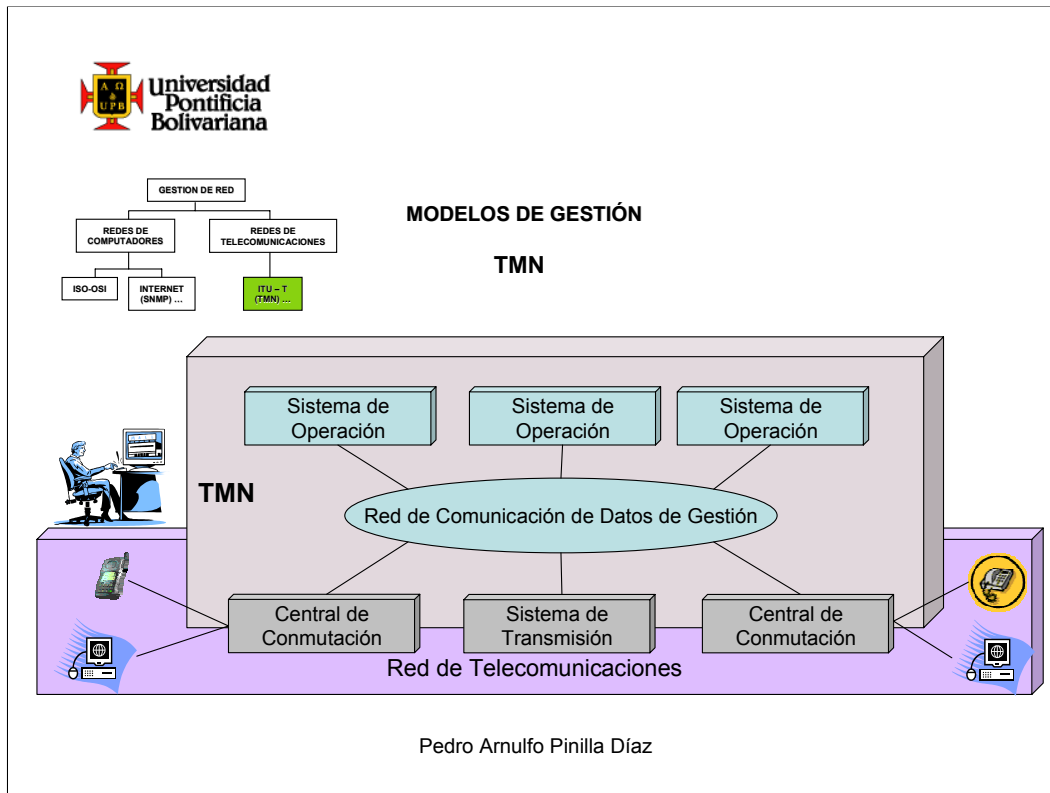 A Ω
UPB
Universidad
Pontificia
Bolivariana
GESTION DE RED
REDES DE
COMPUTADORES
REDES DE
TELECOMUNICACIONES
ISO-OSI
INTERNET
(SNMP) ...
ITU – T
(TMN) ...
MODELOS DE GESTIÓN
TMN
Sistema de
Operación
Sistema de
Operación
Sistema de
Operación
TMN
Red de Comunicación de Datos de Gestión
Central de
Conmutación
Sistema de
Transmisión
Central de
Conmutación
Red de Telecomunicaciones
Pedro Arnulfo Pinilla Díaz